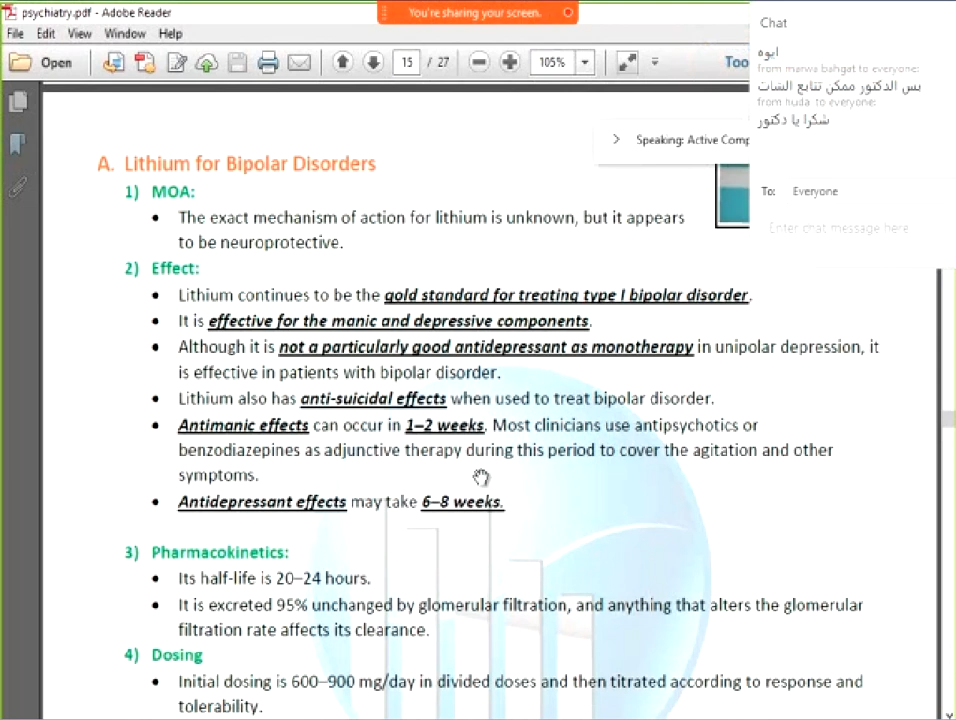 psychiatry.pdf - Adobe Reader
You're sharing your screen.
File Edit View Window Help
Open
15 / 27
105%
Too
Chat
ايوه
from marwa bahgat to everyone:
بس الدكتور ممكن تتابع الشات
from huda to everyone:
شكرا يا دكتور
Speaking: Active Comp
To: Everyone
Enter chat message here
A. Lithium for Bipolar Disorders
1) MOA:
• The exact mechanism of action for lithium is unknown, but it appears
to be neuroprotective.
2) Effect:
• Lithium continues to be the gold standard for treating type I bipolar disorder.
• It is effective for the manic and depressive components.
• Although it is not a particularly good antidepressant as monotherapy in unipolar depression, it
is effective in patients with bipolar disorder.
• Lithium also has anti-suicidal effects when used to treat bipolar disorder.
• Antimanic effects can occur in 1–2 weeks. Most clinicians use antipsychotics or
benzodiazepines as adjunctive therapy during this period to cover the agitation and other
symptoms.
• Antidepressant effects may take 6–8 weeks.
3) Pharmacokinetics:
• Its half-life is 20–24 hours.
• It is excreted 95% unchanged by glomerular filtration, and anything that alters the glomerular
filtration rate affects its clearance.
4) Dosing
• Initial dosing is 600–900 mg/day in divided doses and then titrated according to response and
tolerability.